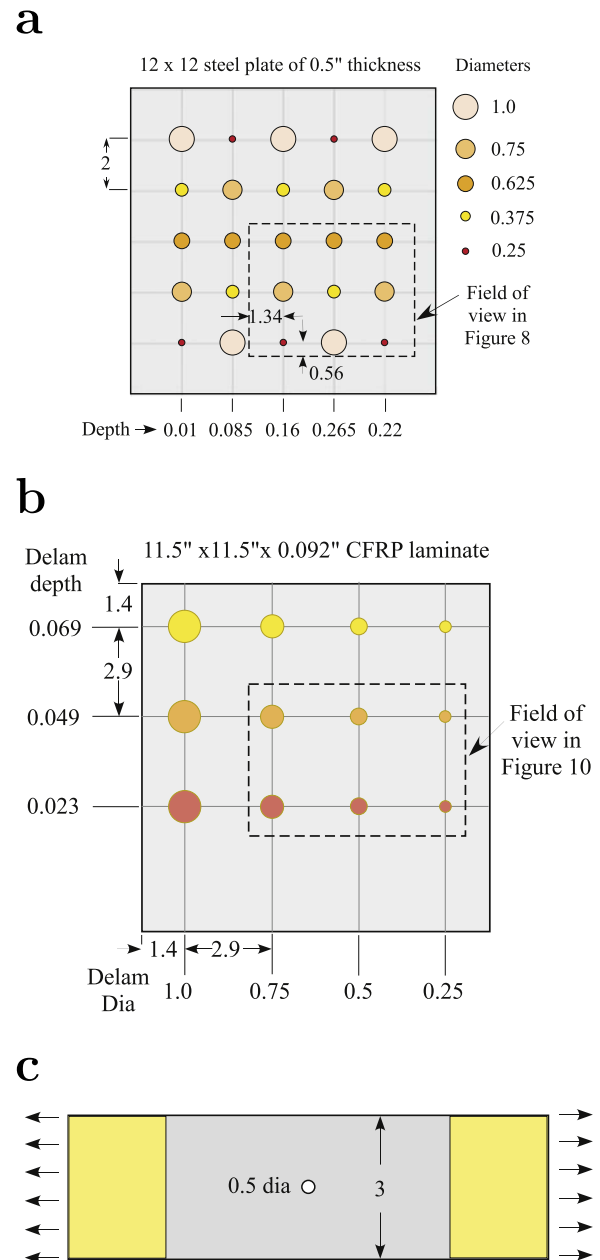 a
12 x 12 steel plate of 0.5" thickness
Diameters
1.0
0.75
0.625
0.375
0.25
2
1.34
0.56
Field of
view in
Figure 8
Depth 0.01 0.085 0.16 0.265 0.22
b
11.5" x11.5"x 0.092" CFRP laminate
Delam
depth
1.4
0.069
2.9
0.049
0.023
Field of
view in
Figure 10
1.4 2.9
Delam
Dia
1.0 0.75 0.5 0.25
c
0.5 dia
3